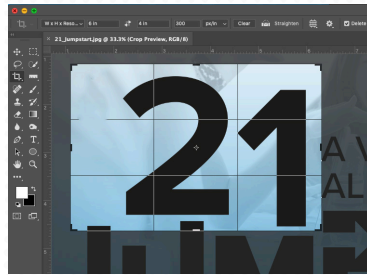 W x H x Reso... 6 in 4 in 300 px/in Clear Straighten Delete
× 21_jumpstart.jpg @ 33.3% (Crop Preview, RGB/8)
21
A V
AL